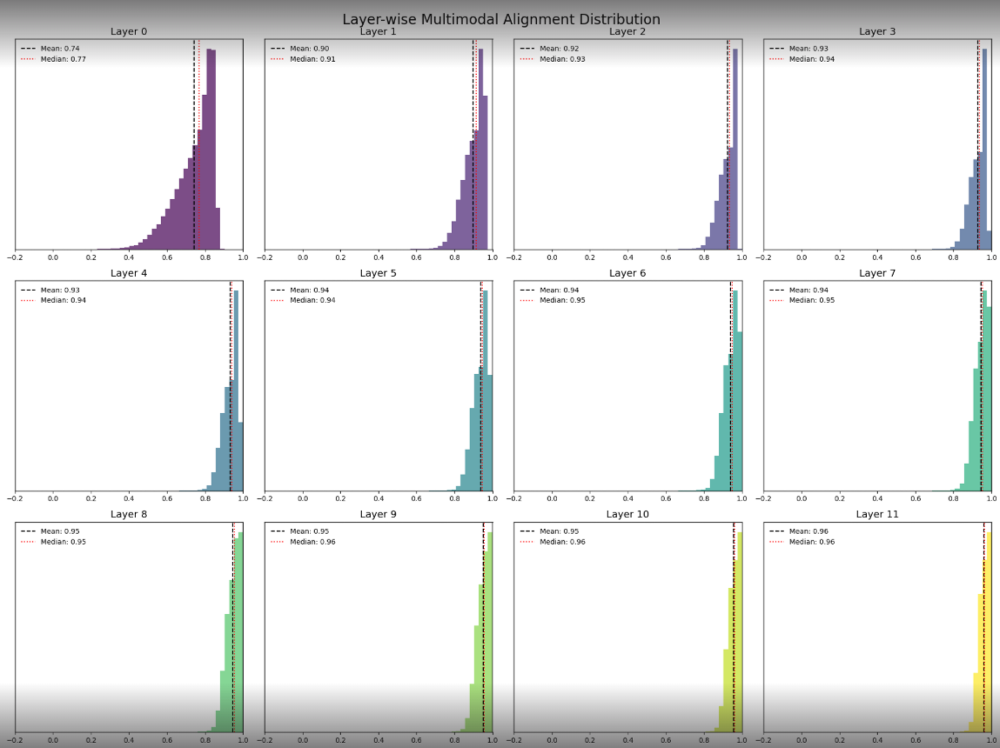 Layer-wise Multimodal Alignment Distribution
Layer 0 Layer 1 Layer 2 Layer 3
Mean: 0.74 Mean: 0.90 Mean: 0.92 Mean: 0.93
Median: 0.77 Median: 0.91 Median: 0.93 Median: 0.94
−0.2 0.0 0.2 0.4 0.6 0.8 1.0 −0.2 0.0 0.2 0.4 0.6 0.8 1.0 −0.2 0.0 0.2 0.4 0.6 0.8 1.0 −0.2 0.0 0.2 0.4 0.6 0.8 1.0
Layer 4 Layer 5 Layer 6 Layer 7
Mean: 0.93 Mean: 0.94 Mean: 0.94 Mean: 0.94
Median: 0.94 Median: 0.94 Median: 0.95 Median: 0.95
−0.2 0.0 0.2 0.4 0.6 0.8 1.0 −0.2 0.0 0.2 0.4 0.6 0.8 1.0 −0.2 0.0 0.2 0.4 0.6 0.8 1.0 −0.2 0.0 0.2 0.4 0.6 0.8 1.0
Layer 8 Layer 9 Layer 10 Layer 11
Mean: 0.95 Mean: 0.95 Mean: 0.95 Mean: 0.96
Median: 0.95 Median: 0.96 Median: 0.96 Median: 0.96
−0.2 0.0 0.2 0.4 0.6 0.8 1.0 −0.2 0.0 0.2 0.4 0.6 0.8 1.0 −0.2 0.0 0.2 0.4 0.6 0.8 1.0 −0.2 0.0 0.2 0.4 0.6 0.8 1.0